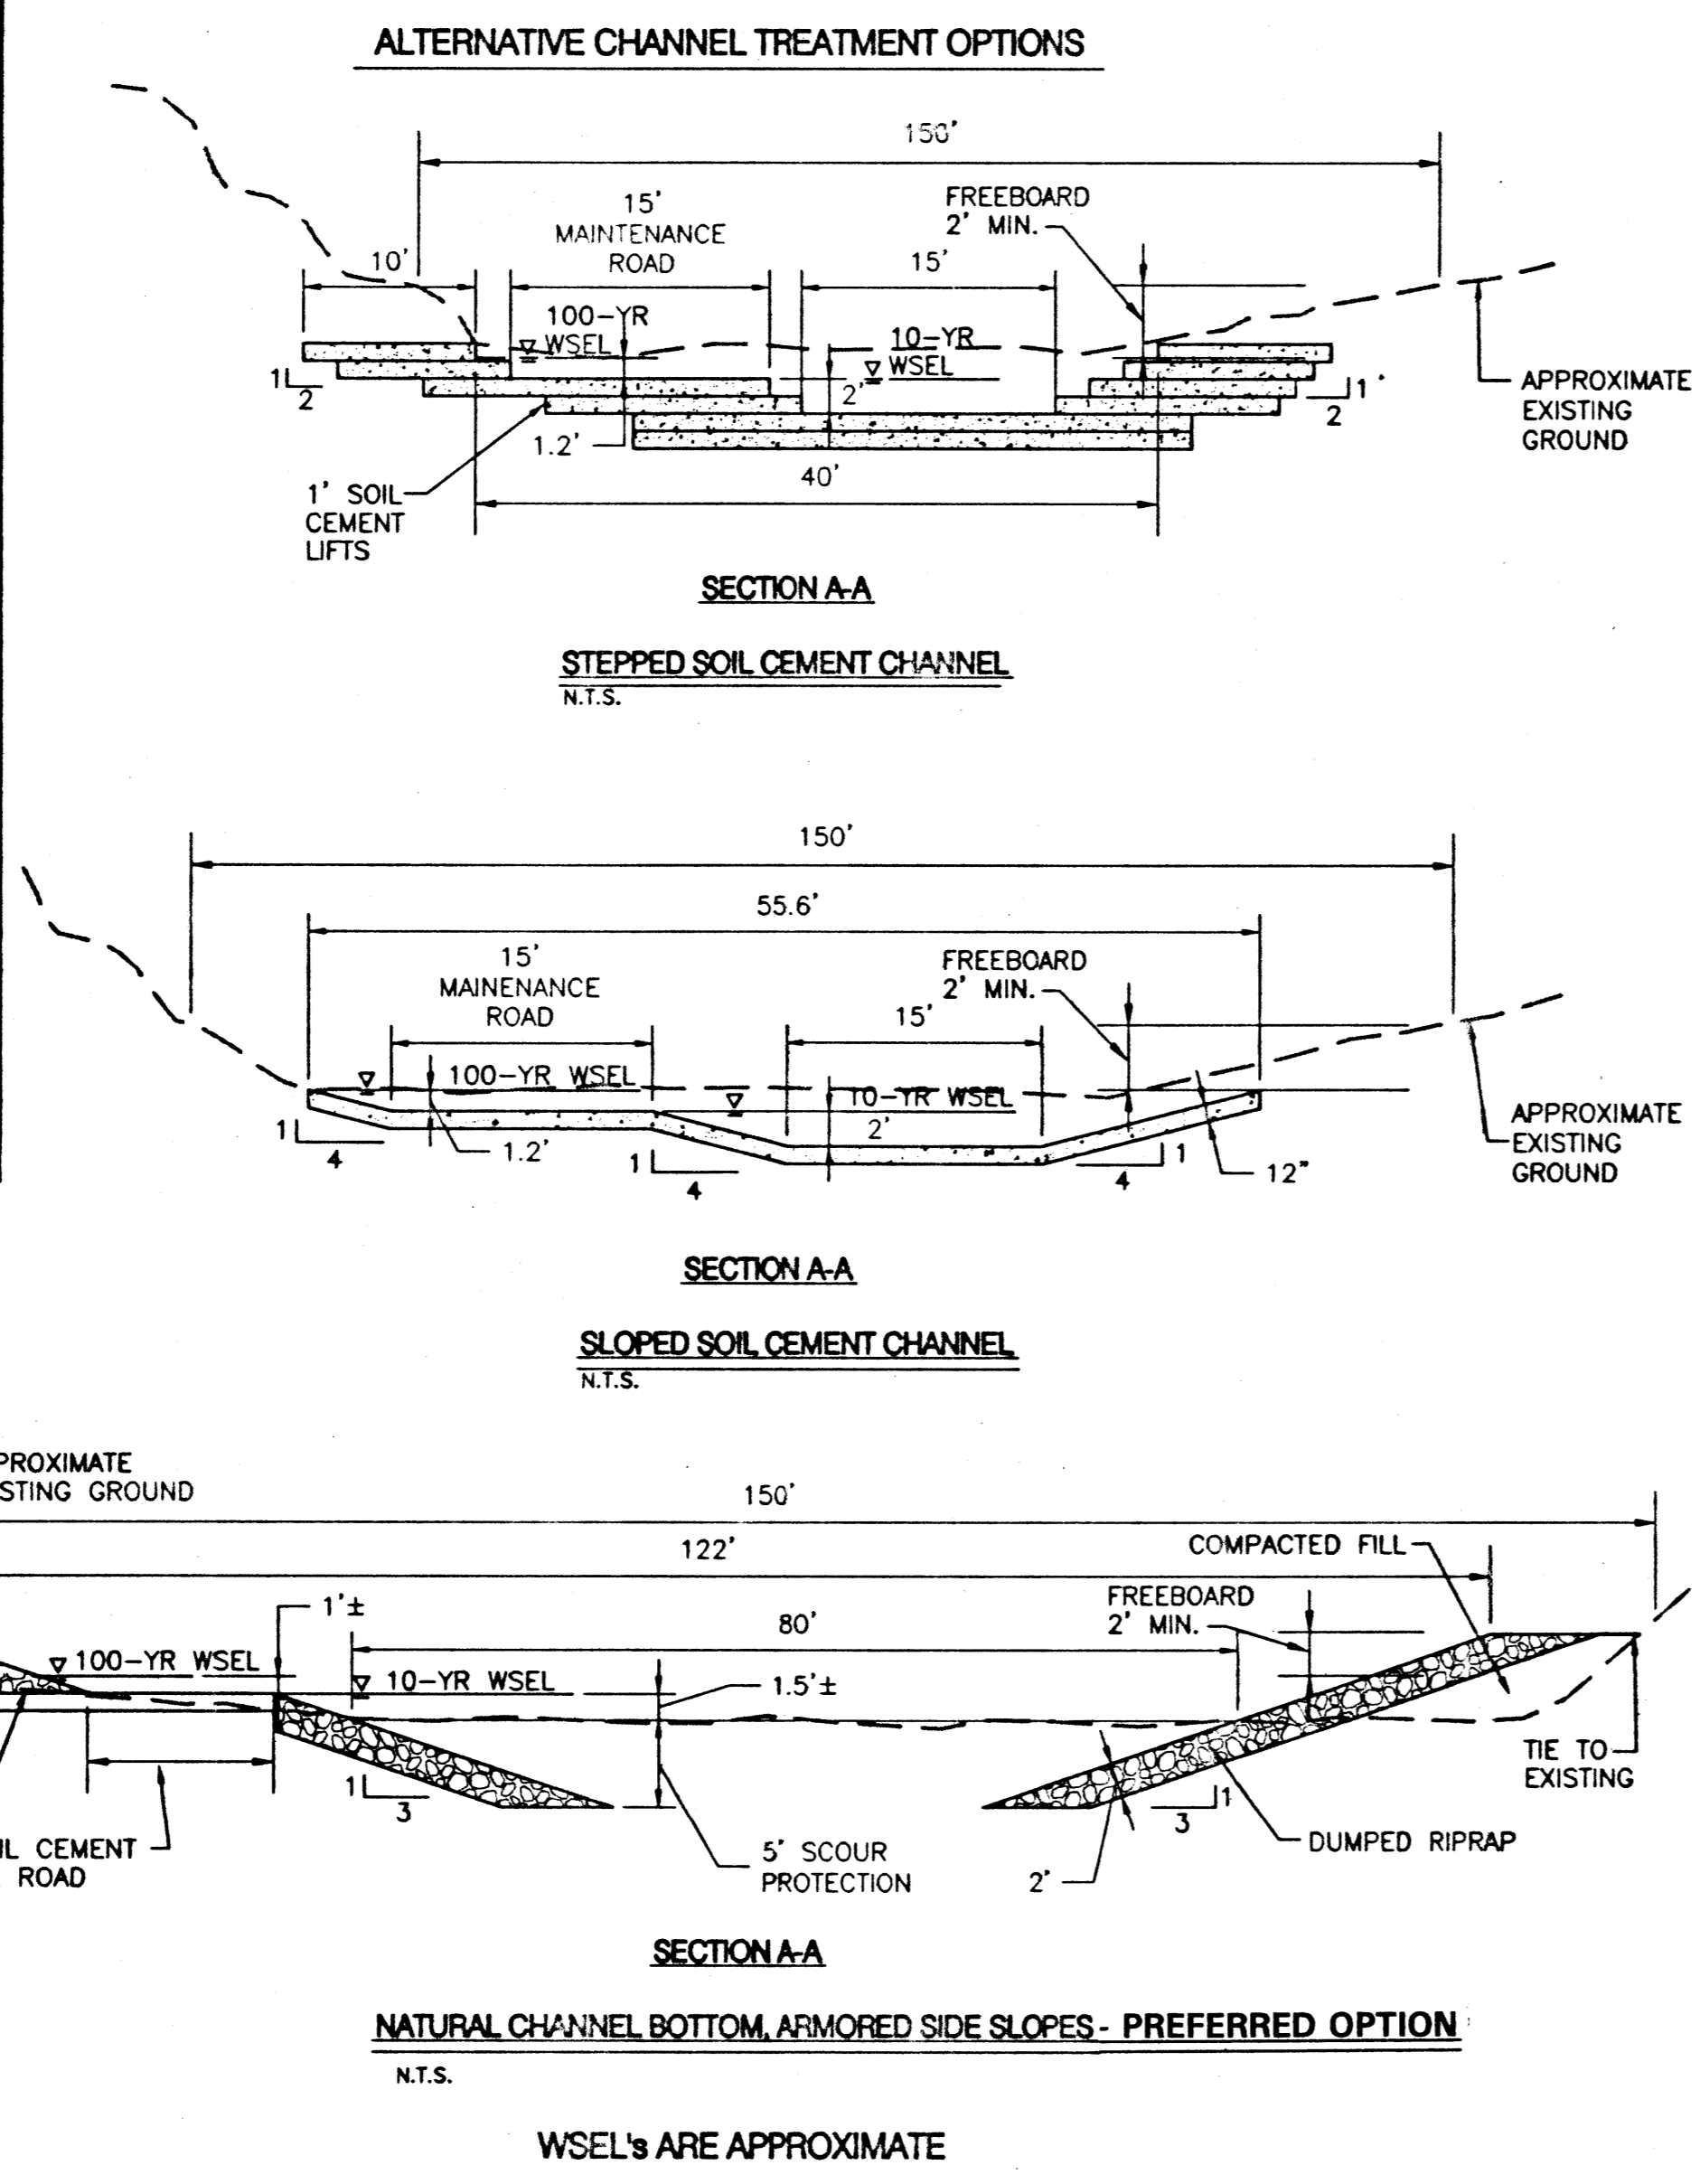 ALTERNATIVE CHANNEL TREATMENT OPTIONS
150'
FREEBOARD
2' MIN.
15'
MAINTENANCE
ROAD
10'
15'
100-YR
WSEL
10-YR
WSEL
1
2
2'
1'
2
APPROXIMATE
EXISTING
GROUND
1.2'
40'
1' SOIL
CEMENT
LIFTS
SECTION A-A
STEPPED SOIL CEMENT CHANNEL
N.T.S.
150'
55.6'
15'
MAINENANCE
ROAD
FREEBOARD
2' MIN.
15'
100-YR WSEL
10-YR WSEL
2'
1
4
1.2'
1
4
1
4
12"
APPROXIMATE
EXISTING
GROUND
SECTION A-A
SLOPED SOIL CEMENT CHANNEL
N.T.S.
PROXIMATE
STING GROUND
150'
122'
COMPACTED FILL
1'±
FREEBOARD
2' MIN.
80'
100-YR WSEL
10-YR WSEL
1.5'±
TIE TO
EXISTING
1
3
1
3
IL CEMENT
ROAD
5' SCOUR
PROTECTION
2'
DUMPED RIPRAP
SECTION A-A
NATURAL CHANNEL BOTTOM, ARMORED SIDE SLOPES - PREFERRED OPTION
N.T.S.
WSEL's ARE APPROXIMATE